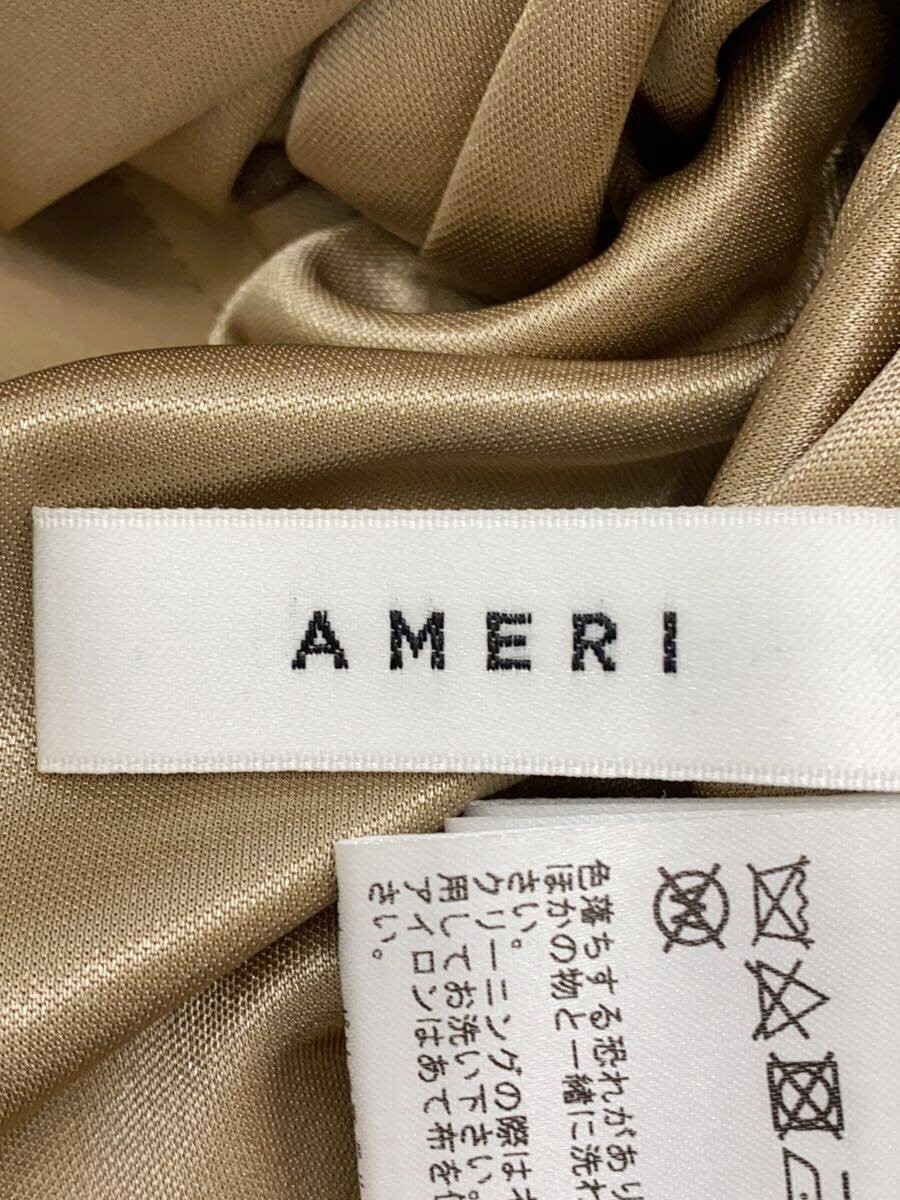 AMERI
色落ちする恐れがあり
ほかの物と一緒に洗わ
さい。
クリーニングの際は
用してお洗い下さい。
アイロンはあて布を
さい。
W